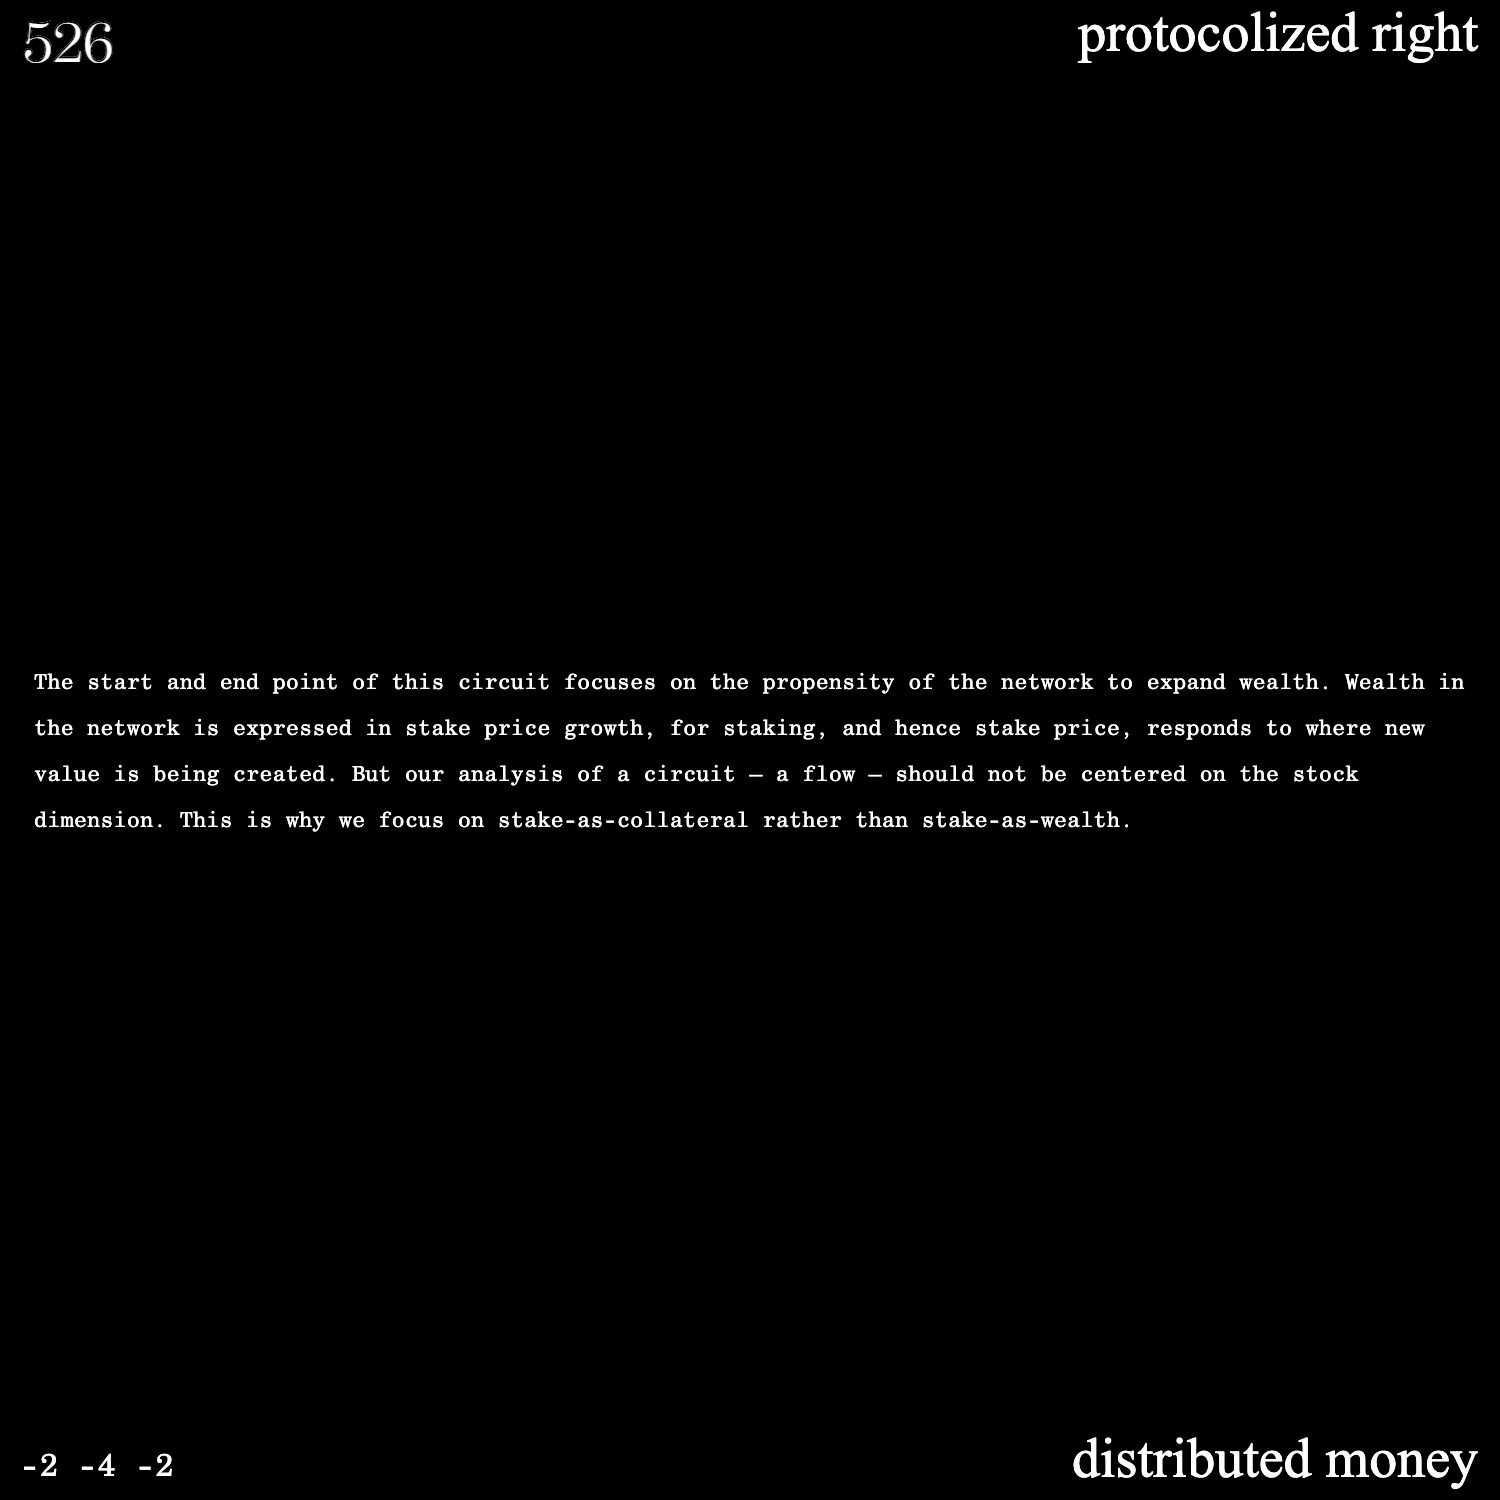 526
protocolized right
The start and end point of this circuit focuses on the propensity of the network to expand wealth. Wealth in
the network is expressed in stake price growth, for staking, and hence stake price, responds to where new
value is being created. But our analysis of a circuit — a flow — should not be centered on the stock
dimension. This is why we focus on stake-as-collateral rather than stake-as-wealth.
-2 -4 -2
distributed money